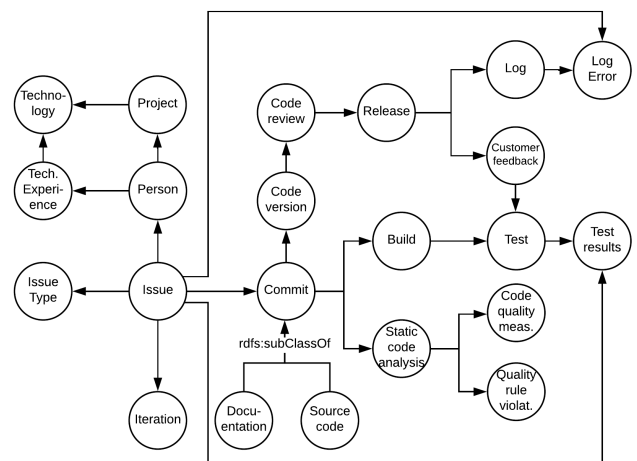 Log
Log
Error
Techno-
logy
Project
Code
review
Release
Customer
feedback
Tech.
Experi-
ence
Person
Code
version
Build
Test
Test
results
Issue
Type
Issue
Commit
Code
quality
meas.
rdfs:subClassOf
Static
code
analysis
Quality
rule
violat.
Iteration
Docu-
entation
Source
code